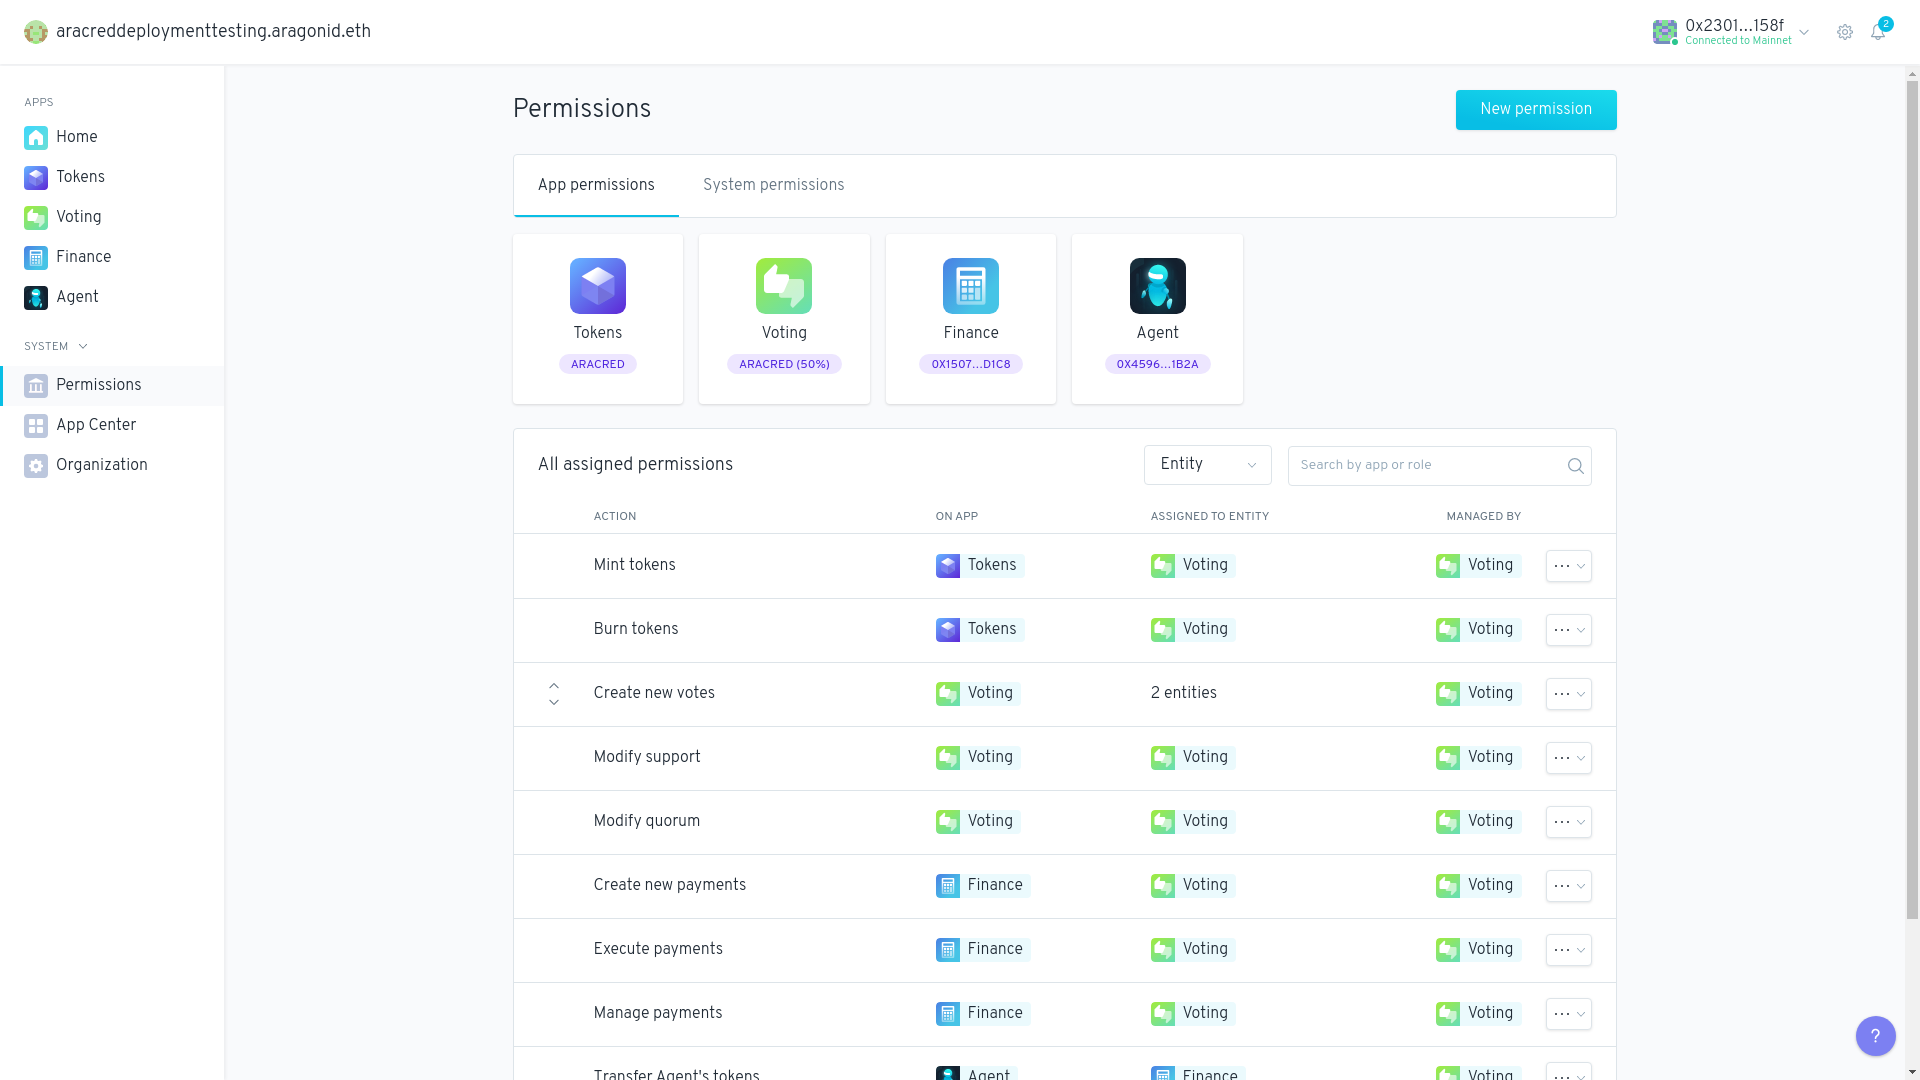 aracreddeploymenttesting.aragonid.eth
0x2301...158f
Connected to Mainnet
2
APPS
Home
Tokens
Voting
Finance
Agent
SYSTEM
Permissions
App Center
Organization
Permissions
New permission
App permissions System permissions
Tokens Voting Finance Agent
ARACRED ARACRED (50%) 0X1507...D1C8 0X4596...1B2A
All assigned permissions Entity Search by app or role
ACTION ON APP ASSIGNED TO ENTITY MANAGED BY
Mint tokens Tokens Voting Voting
Burn tokens Tokens Voting Voting
Create new votes Voting 2 entities Voting
Modify support Voting Voting Voting
Modify quorum Voting Voting Voting
Create new payments Finance Voting Voting
Execute payments Finance Voting Voting
Manage payments Finance Voting Voting
Transfer Agent's tokens Agent Finance Voting
?